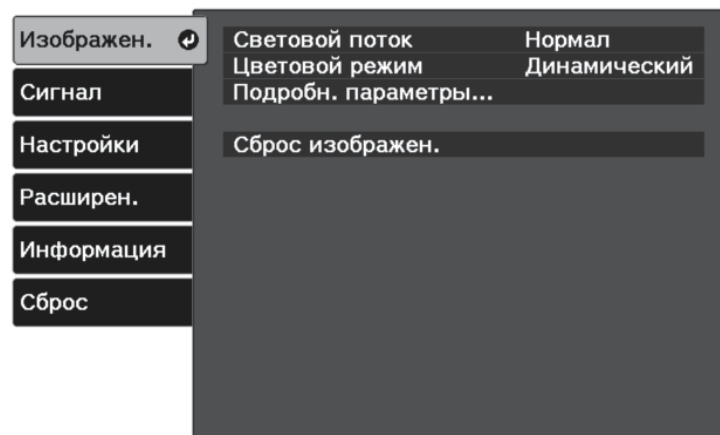 Изображен.
Сигнал
Настройки
Расширен.
Информация
Сброс
Световой поток Нормал
Цветовой режим Динамический
Подробн. параметры...
Сброс изображен.